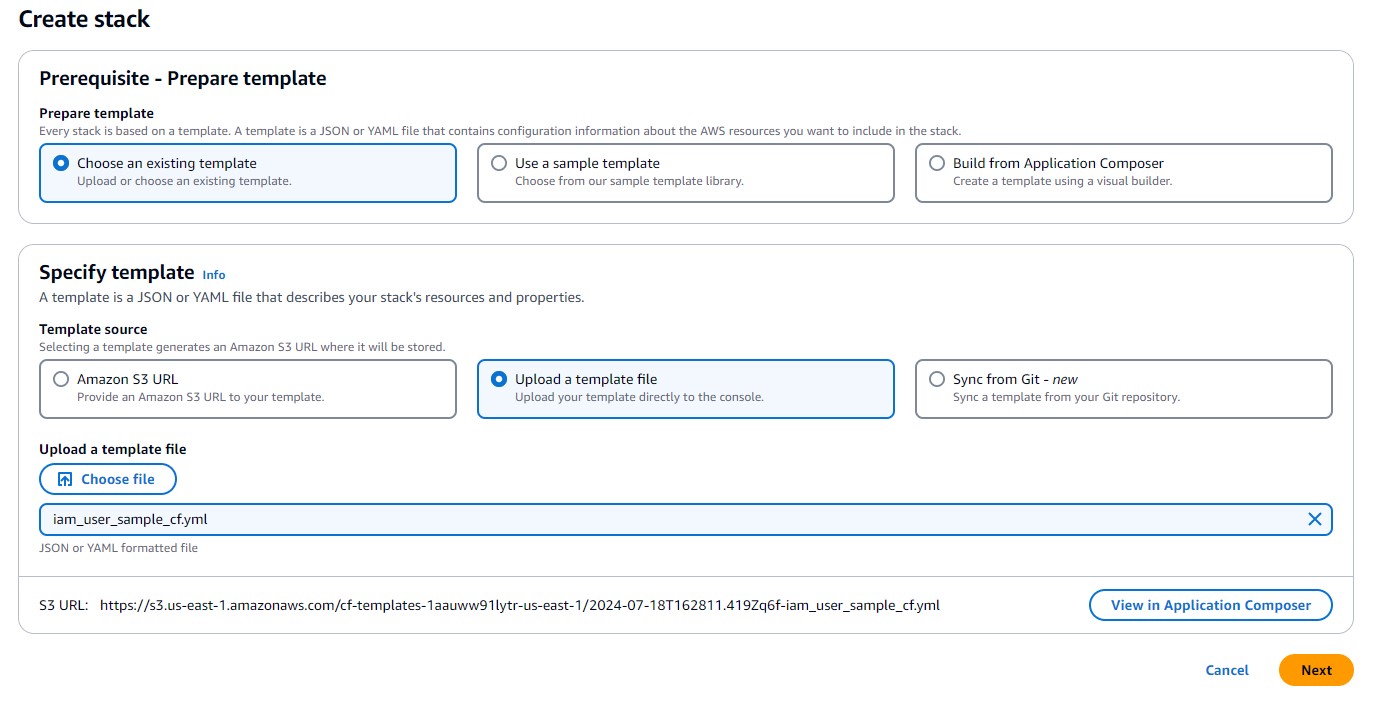 Create stack
Prerequisite - Prepare template
Prepare template
Every stack is based on a template. A template is a JSON or YAML file that contains configuration information about the AWS resources you want to include in the stack.
Choose an existing template
Upload or choose an existing template.
Use a sample template
Choose from our sample template library.
Build from Application Composer
Create a template using a visual builder.
Specify template Info
A template is a JSON or YAML file that describes your stack's resources and properties.
Template source
Selecting a template generates an Amazon S3 URL where it will be stored.
Amazon S3 URL
Provide an Amazon S3 URL to your template.
Upload a template file
Upload your template directly to the console.
Sync from Git - new
Sync a template from your Git repository.
Upload a template file
Choose file
iam_user_sample_cf.yml
JSON or YAML formatted file
S3 URL: https://s3.us-east-1.amazonaws.com/cf-templates-1aauww91lytr-us-east-1/2024-07-18T162811.419Zq6f-iam_user_sample_cf.yml
View in Application Composer
Cancel
Next